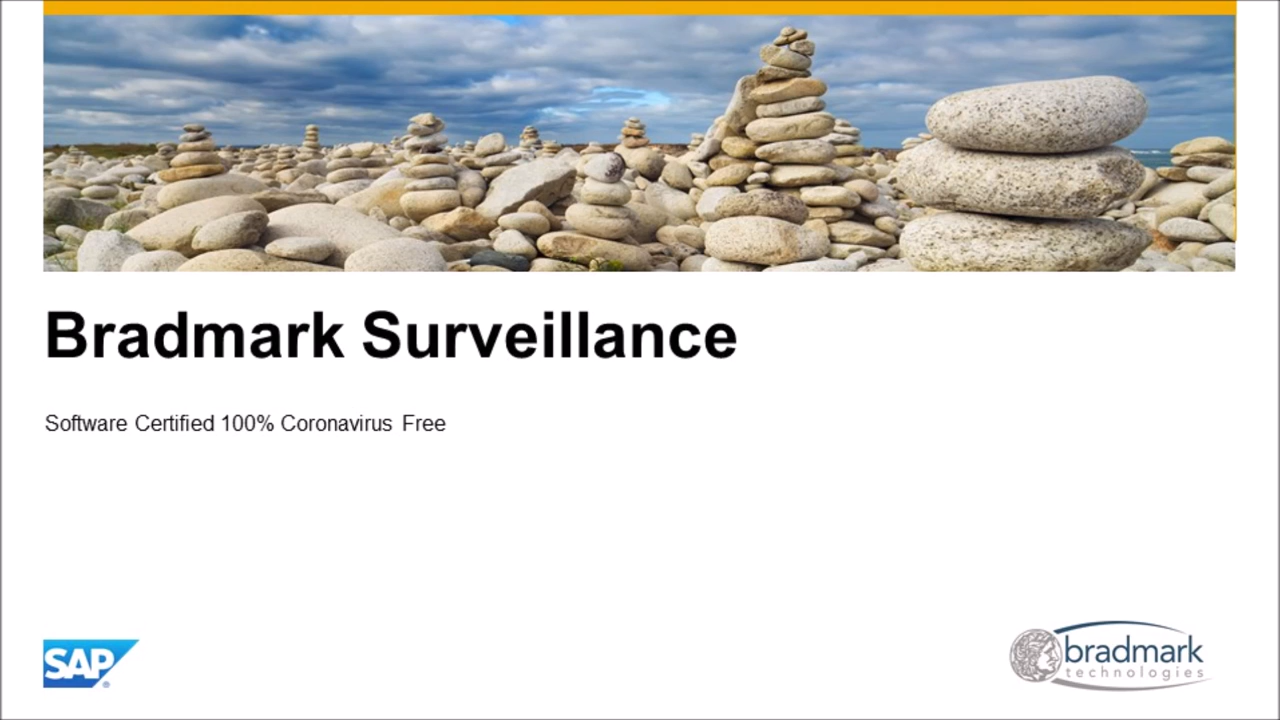 Bradmark Surveillance
Software Certified 100% Coronavirus Free
SAP®
bradmark
technologies